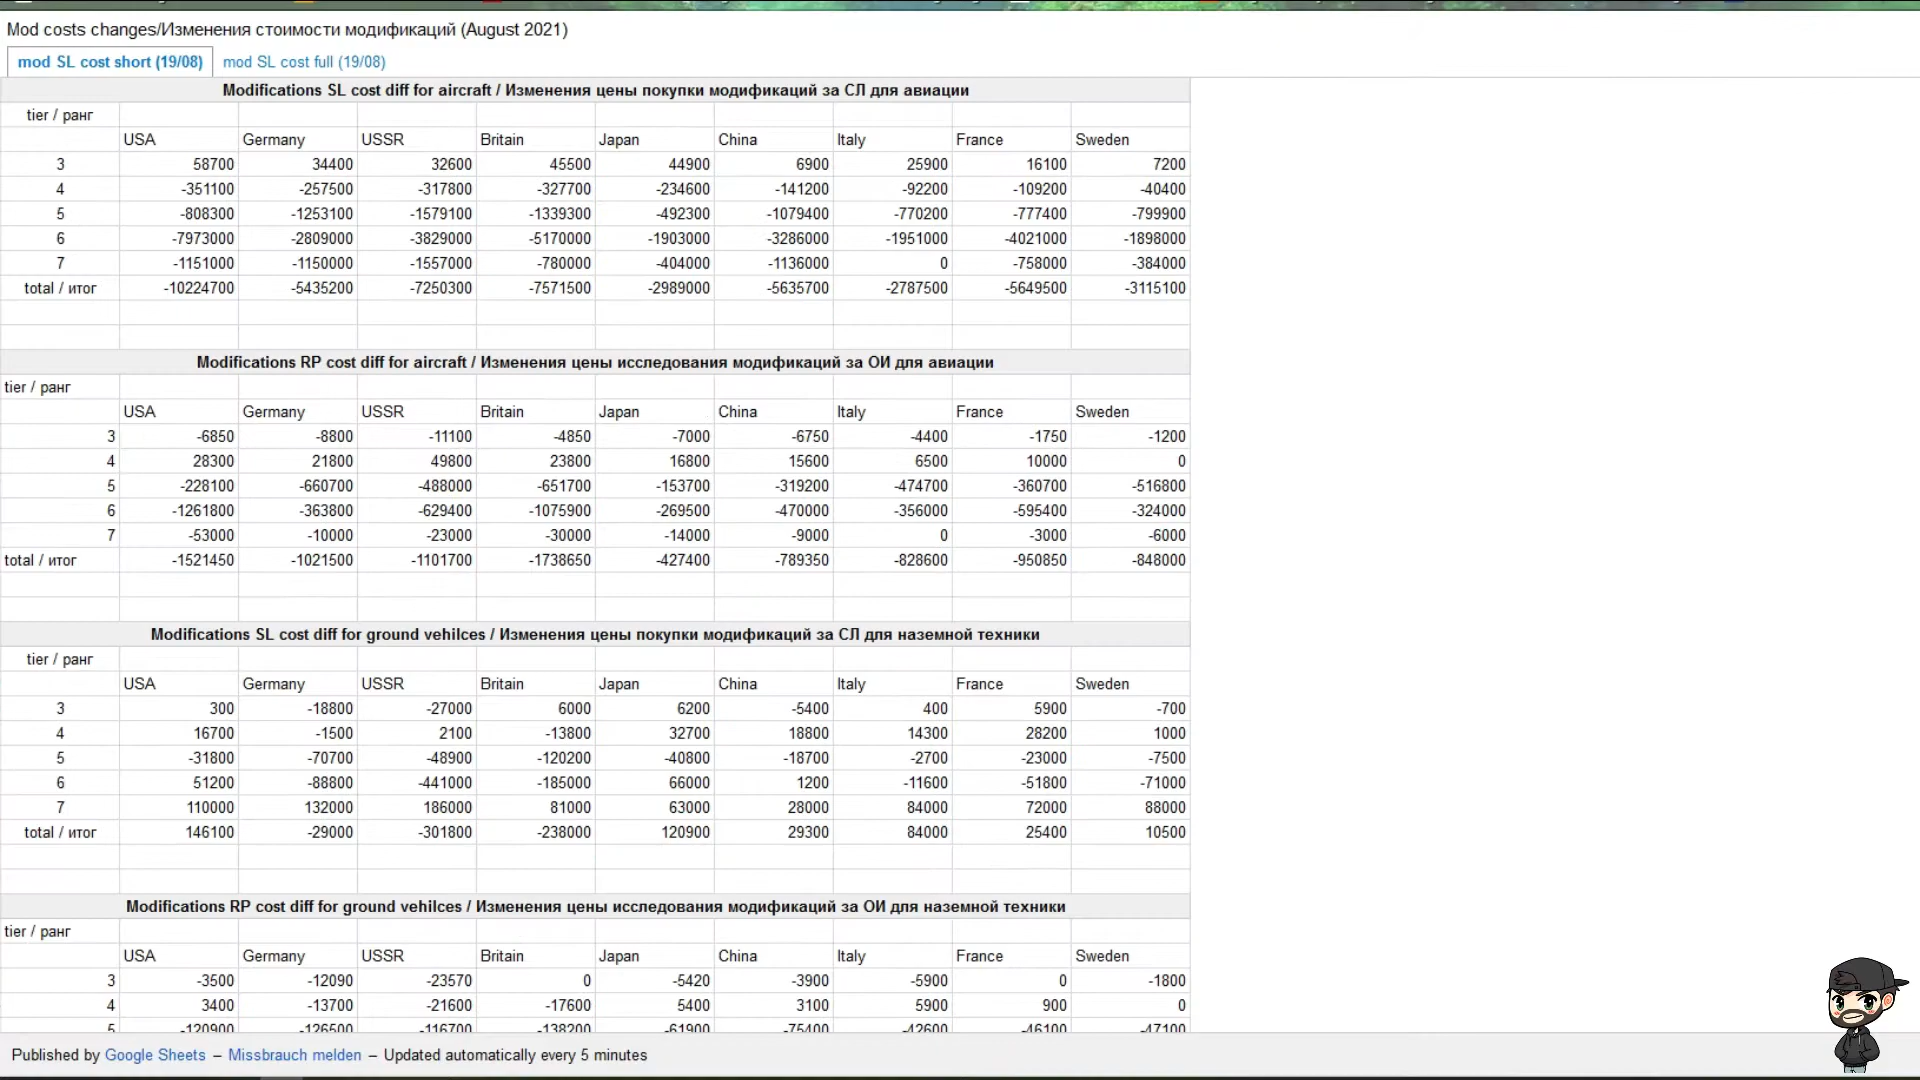 Mod costs changes/Изменения стоимости модификаций (August 2021)
mod SL cost short (19/08) mod SL cost full (19/08)
Modifications SL cost diff for aircraft / Изменения цены покупки модификаций за СЛ для авиации
tier / ранг
USA Germany USSR Britain Japan China Italy France Sweden
3 58700 34400 32600 45500 44900 6900 25900 16100 7200
4 -351100 -257500 -317800 -327700 -234600 -141200 -92200 -109200 -40400
5 -808300 -1253100 -1579100 -1339300 -492300 -1079400 -770200 -777400 -799900
6 -7973000 -2809000 -3829000 -5170000 -1903000 -3286000 -1951000 -4021000 -1898000
7 -1151000 -1150000 -1557000 -780000 -404000 -1136000 0 -758000 -384000
total / итог -10224700 -5435200 -7250300 -7571500 -2989000 -5635700 -2787500 -5649500 -3115100
Modifications RP cost diff for aircraft / Изменения цены исследования модификаций за ОИ для авиации
tier / ранг
USA Germany USSR Britain Japan China Italy France Sweden
3 -6850 -8800 -11100 -4850 -7000 -6750 -4400 -1750 -1200
4 28300 21800 49800 23800 16800 15600 6500 10000 0
5 -228100 -660700 -488000 -651700 -153700 -319200 -474700 -360700 -516800
6 -1261800 -363800 -629400 -1075900 -269500 -470000 -356000 -595400 -324000
7 -53000 -10000 -23000 -30000 -14000 -9000 0 -3000 -6000
total / итог -1521450 -1021500 -1101700 -1738650 -427400 -789350 -828600 -950850 -848000
Modifications SL cost diff for ground vehilces / Изменения цены покупки модификаций за СЛ для наземной техники
tier / ранг
USA Germany USSR Britain Japan China Italy France Sweden
3 300 -18800 -27000 6000 6200 -5400 400 5900 -700
4 16700 -1500 2100 -13800 32700 18800 14300 28200 1000
5 -31800 -70700 -48900 -120200 -40800 -18700 -2700 -23000 -7500
6 51200 -88800 -441000 -185000 66000 1200 -11600 -51800 -71000
7 110000 132000 186000 81000 63000 28000 84000 72000 88000
total / итог 146100 -29000 -301800 -238000 120900 29300 84000 25400 10500
Modifications RP cost diff for ground vehilces / Изменения цены исследования модификаций за ОИ для наземной техники
tier / ранг
USA Germany USSR Britain Japan China Italy France Sweden
3 -3500 -12090 -23570 0 -5420 -3900 -5900 0 -1800
4 3400 -13700 -21600 -17600 5400 3100 5900 900 0
5 -120900 -126500 -116700 -138200 -61900 -75400 -42600 -46100 -47100
Published by Google Sheets – Missbrauch melden – Updated automatically every 5 minutes